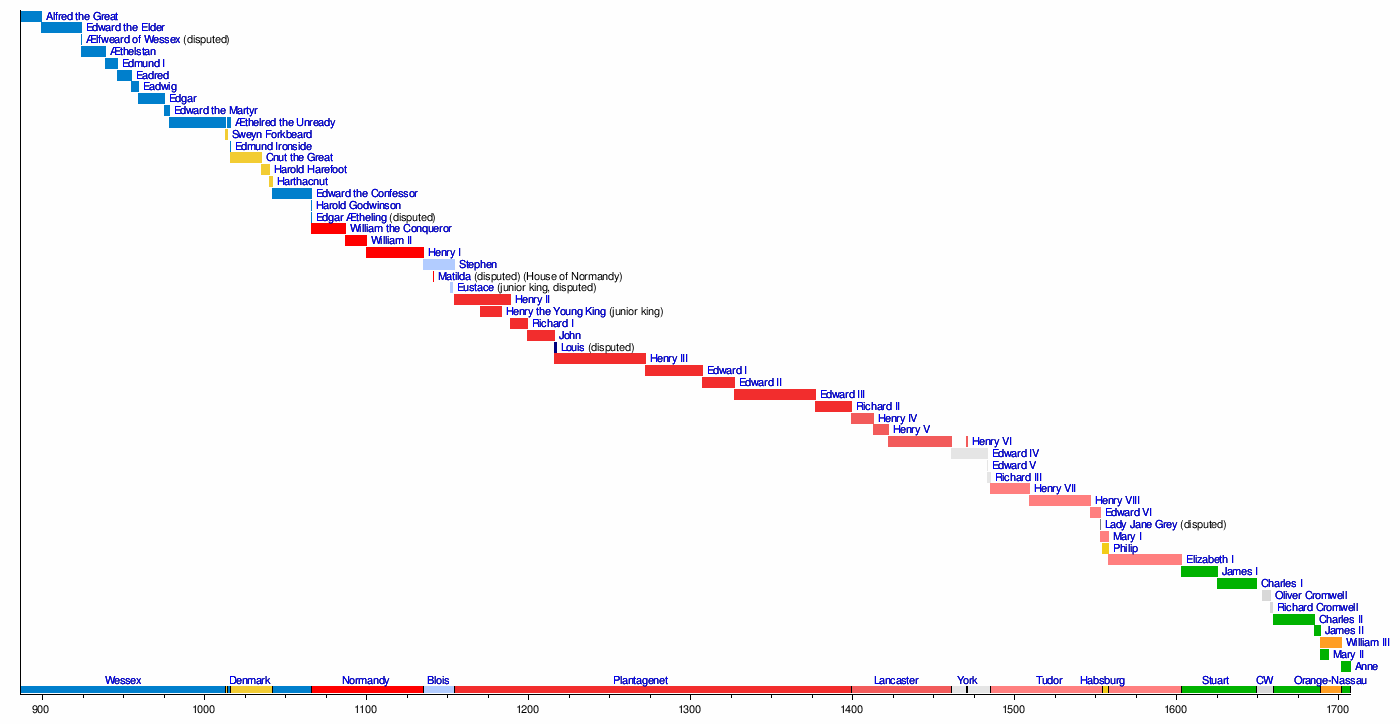 Alfred the Great
Edward the Elder
Ælfweard of Wessex (disputed)
Æthelstan
Edmund I
Eadred
Eadwig
Edgar
Edward the Martyr
Æthelred the Unready
Sweyn Forkbeard
Edmund Ironside
Cnut the Great
Harold Harefoot
Harthacnut
Edward the Confessor
Harold Godwinson
Edgar Ætheling (disputed)
William the Conqueror
William II
Henry I
Stephen
Matilda (disputed) (House of Normandy)
Eustace (junior king, disputed)
Henry II
Henry the Young King (junior king)
Richard I
John
Louis (disputed)
Henry III
Edward I
Edward II
Edward III
Richard II
Henry IV
Henry V
Henry VI
Edward IV
Edward V
Richard III
Henry VII
Henry VIII
Edward VI
Lady Jane Grey (disputed)
Mary I
Philip
Elizabeth I
James I
Charles I
Oliver Cromwell
Richard Cromwell
Charles II
James II
William III
Mary II
Anne
Wessex Denmark Normandy Blois Plantagenet Lancaster York Tudor Habsburg Stuart CW Orange-Nassau
900 1000 1100 1200 1300 1400 1500 1600 1700